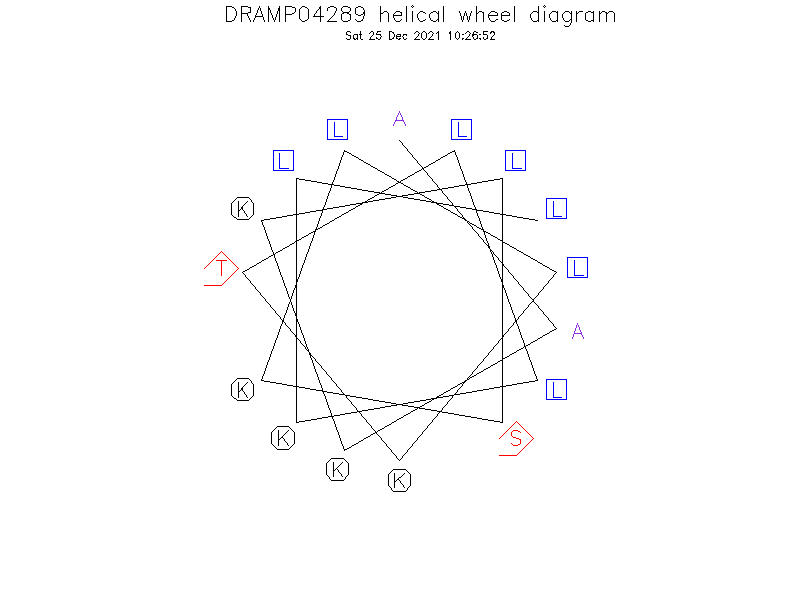 DRAMP04289 helical wheel diagram
Sat 25 Dec 2021 10:26:52
A
L L
L L
K L
T L
A
K L
K S
K K